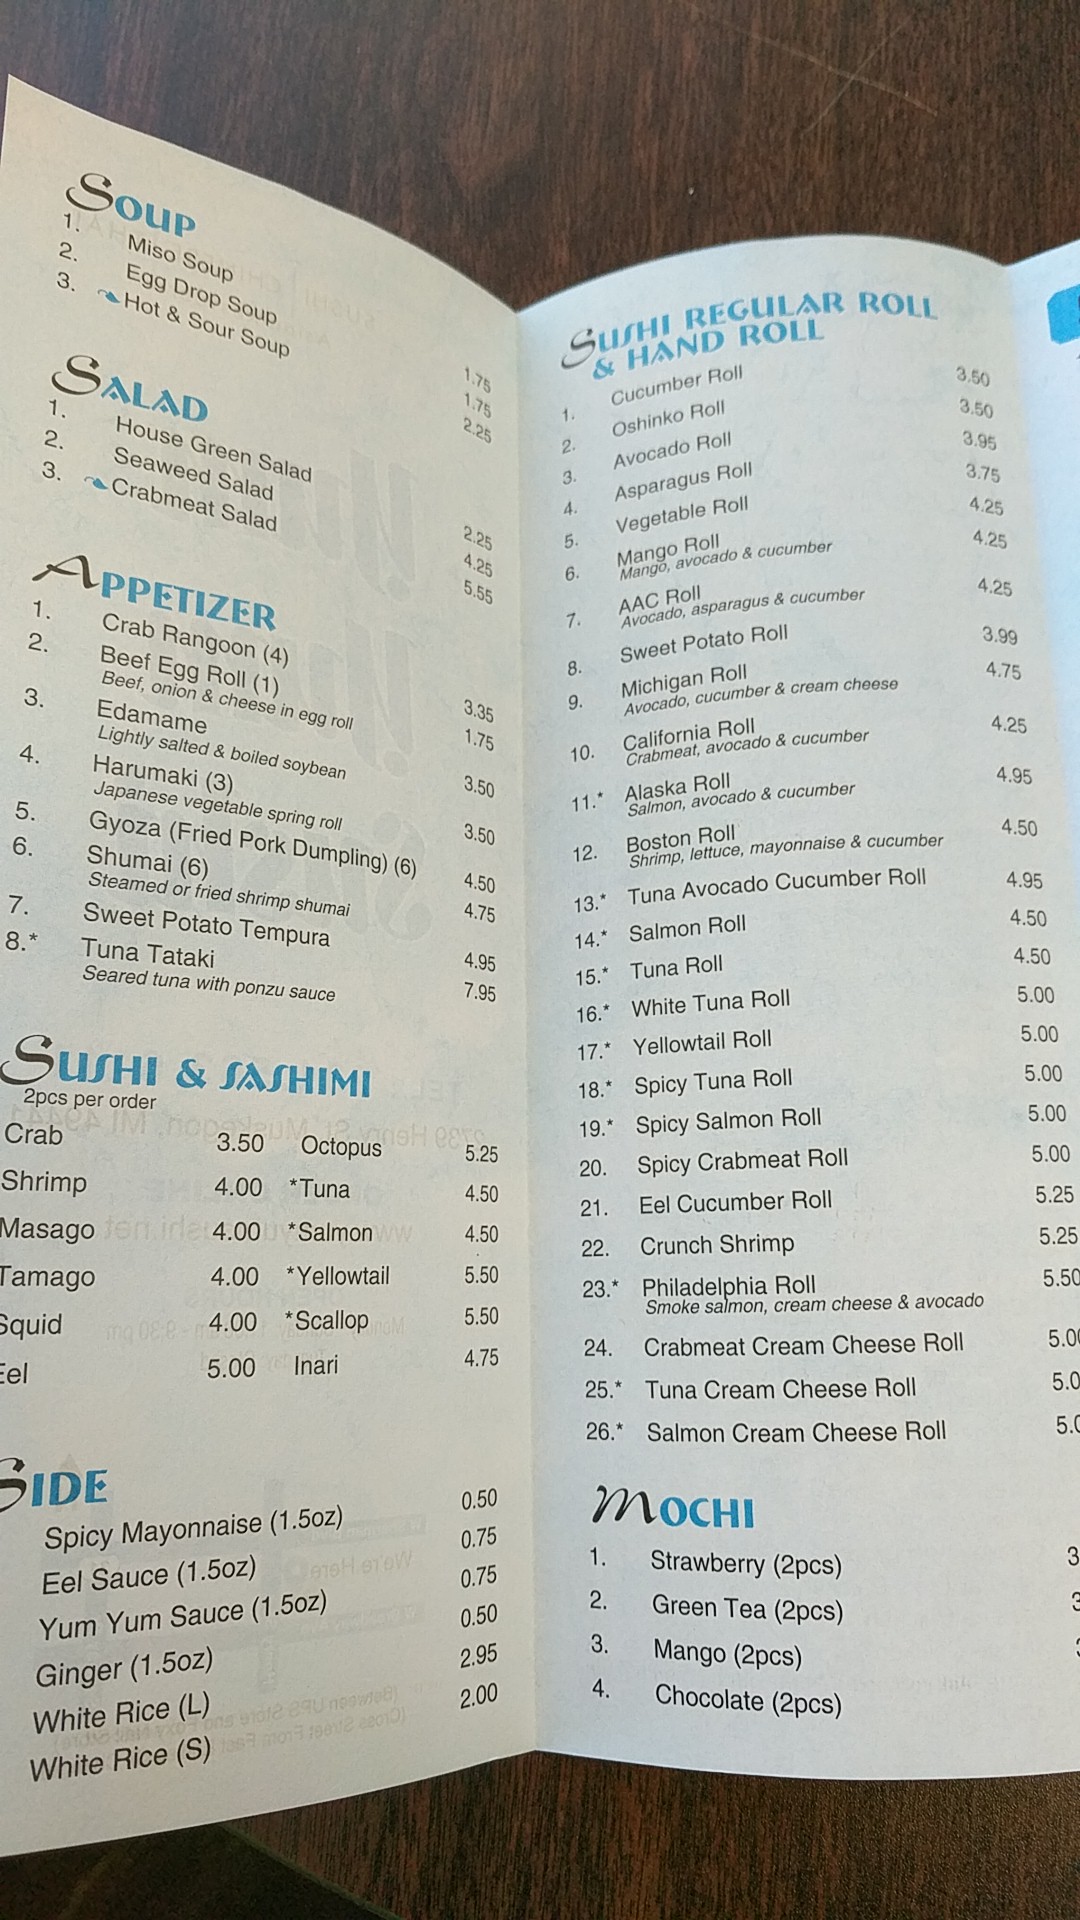 SOUP
1. Miso Soup 1.75
2. Egg Drop Soup 1.75
3. Hot & Sour Soup 2.25
SALAD
1. House Green Salad 2.25
2. Seaweed Salad 4.25
3. Crabmeat Salad 5.55
APPETIZER
1. Crab Rangoon (4) 3.35
2. Beef Egg Roll (1) 1.75
Beef, onion & cheese in egg roll
3. Edamame 3.50
Lightly salted & boiled soybean
4. Harumaki (3) 3.50
Japanese vegetable spring roll
5. Gyoza (Fried Pork Dumpling) (6) 4.50
6. Shumai (6) 4.75
Steamed or fried shrimp shumai
7. Sweet Potato Tempura 4.95
8.* Tuna Tataki 7.95
Seared tuna with ponzu sauce
SUSHI & SASHIMI
2pcs per order
Crab 3.50 Octopus 5.25
Shrimp 4.00 *Tuna 4.50
Masago 4.00 *Salmon 4.50
Tamago 4.00 *Yellowtail 5.50
Squid 4.00 *Scallop 5.50
Eel 5.00 Inari 4.75
SIDE
Spicy Mayonnaise (1.5oz) 0.50
Eel Sauce (1.5oz) 0.75
Yum Yum Sauce (1.5oz) 0.75
Ginger (1.5oz) 0.50
White Rice (L) 2.95
White Rice (S) 2.00
SUSHI REGULAR ROLL
& HAND ROLL
1. Cucumber Roll 3.50
2. Oshinko Roll 3.50
3. Avocado Roll 3.95
4. Asparagus Roll 3.75
5. Vegetable Roll 4.25
6. Mango Roll 4.25
Mango, avocado & cucumber
7. AAC Roll 4.25
Avocado, asparagus & cucumber
8. Sweet Potato Roll 3.99
9. Michigan Roll 4.75
Avocado, cucumber & cream cheese
10. California Roll 4.25
Crabmeat, avocado & cucumber
11.* Alaska Roll 4.95
Salmon, avocado & cucumber
12. Boston Roll 4.50
Shrimp, lettuce, mayonnaise & cucumber
13.* Tuna Avocado Cucumber Roll 4.95
14.* Salmon Roll 4.50
15.* Tuna Roll 4.50
16.* White Tuna Roll 5.00
17.* Yellowtail Roll 5.00
18.* Spicy Tuna Roll 5.00
19.* Spicy Salmon Roll 5.00
20. Spicy Crabmeat Roll 5.00
21. Eel Cucumber Roll 5.25
22. Crunch Shrimp 5.25
23.* Philadelphia Roll 5.50
Smoke salmon, cream cheese & avocado
24. Crabmeat Cream Cheese Roll 5.00
25.* Tuna Cream Cheese Roll 5.0
26.* Salmon Cream Cheese Roll 5.0
MOCHI
1. Strawberry (2pcs) 3
2. Green Tea (2pcs) 3
3. Mango (2pcs)
4. Chocolate (2pcs)